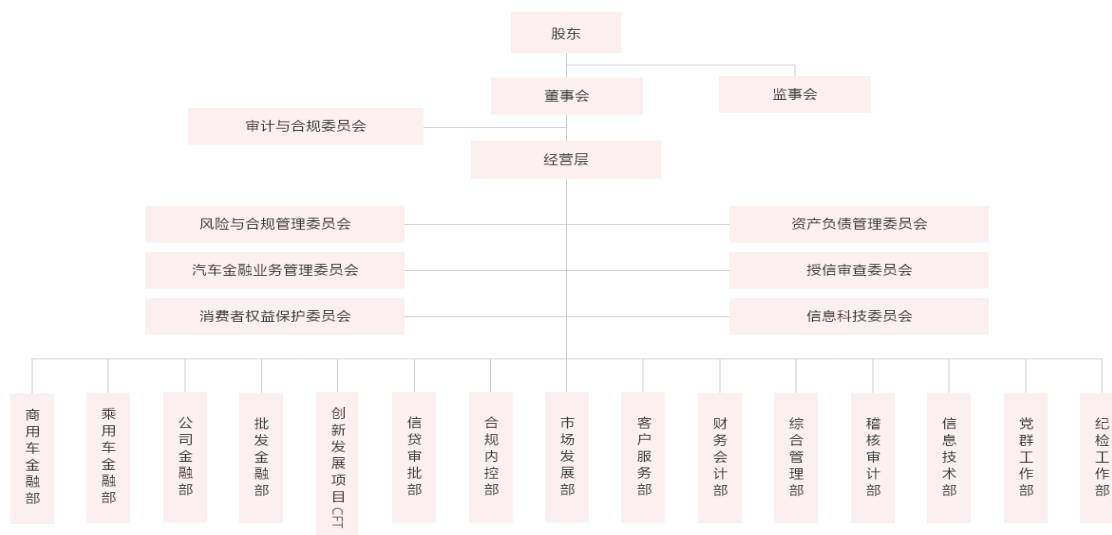 股东
董事会
监事会
审计与合规委员会
经营层
风险与合规管理委员会
资产负债管理委员会
汽车金融业务管理委员会
授信审查委员会
消费者权益保护委员会
信息科技委员会
商用车金融部
乘用车金融部
公司金融部
批发金融部
创新发展项目CFT
信贷审批部
合规内控部
市场发展部
客户服务部
财务会计部
综合管理部
稽核审计部
信息技术部
党群工作部
纪检工作部